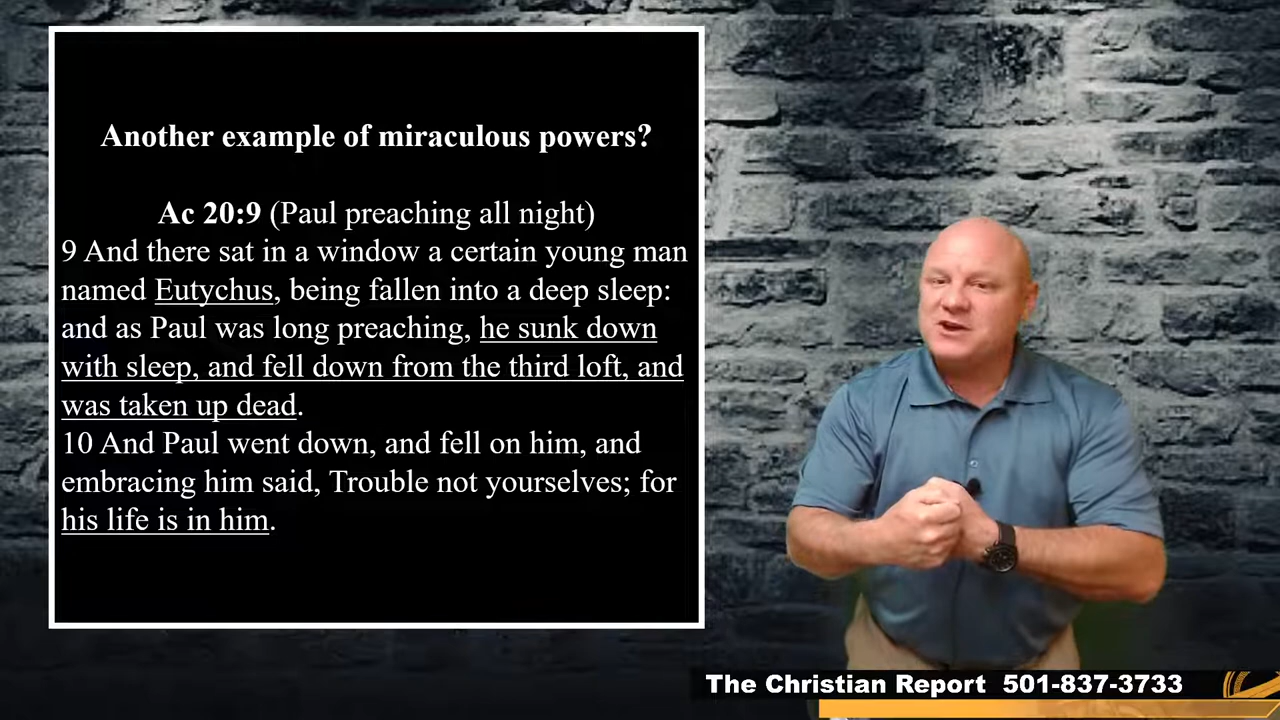 Another example of miraculous powers?
Ac 20:9 (Paul preaching all night)
9 And there sat in a window a certain young man
named Eutychus, being fallen into a deep sleep:
and as Paul was long preaching, he sunk down
with sleep, and fell down from the third loft, and
was taken up dead.
10 And Paul went down, and fell on him, and
embracing him said, Trouble not yourselves; for
his life is in him.
The Christian Report 501-837-3733